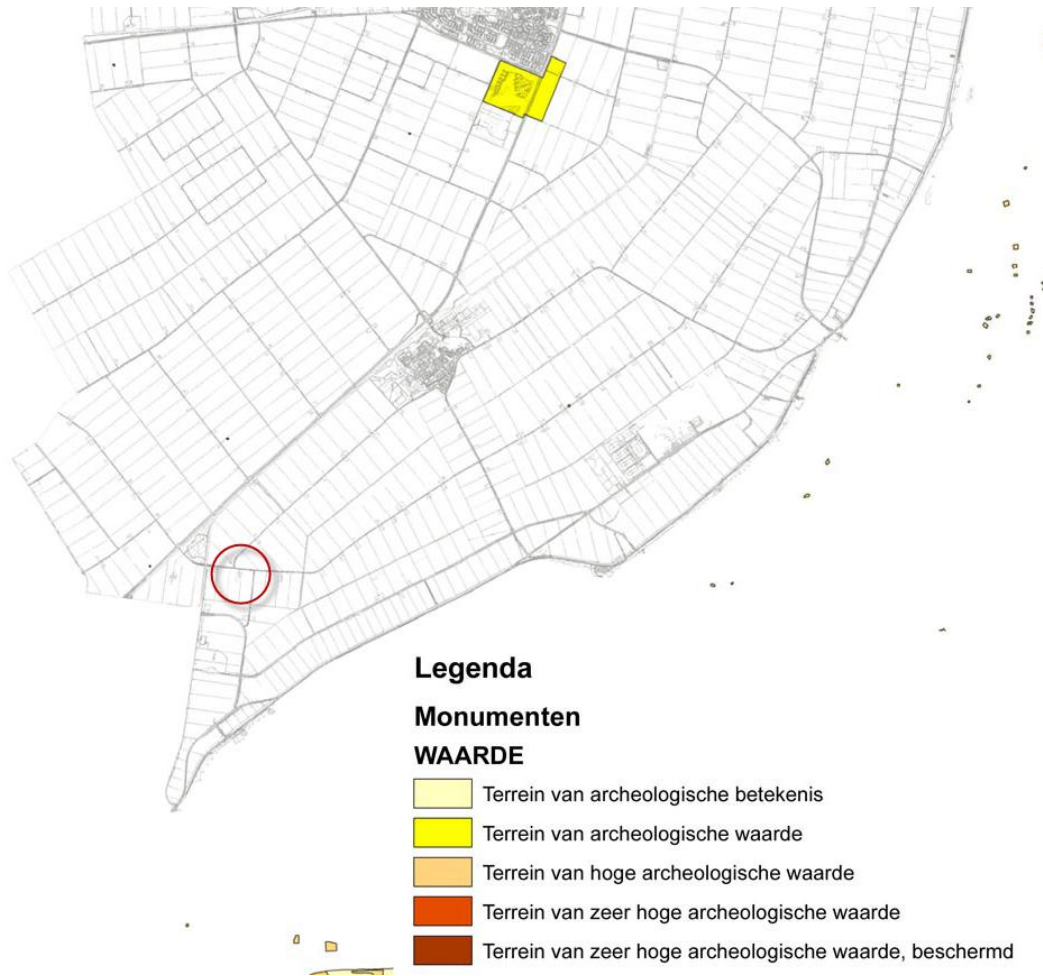 Legenda
Monumenten
WAARDE
Terrein van archeologische betekenis
Terrein van archeologische waarde
Terrein van hoge archeologische waarde
Terrein van zeer hoge archeologische waarde
Terrein van zeer hoge archeologische waarde, beschermd